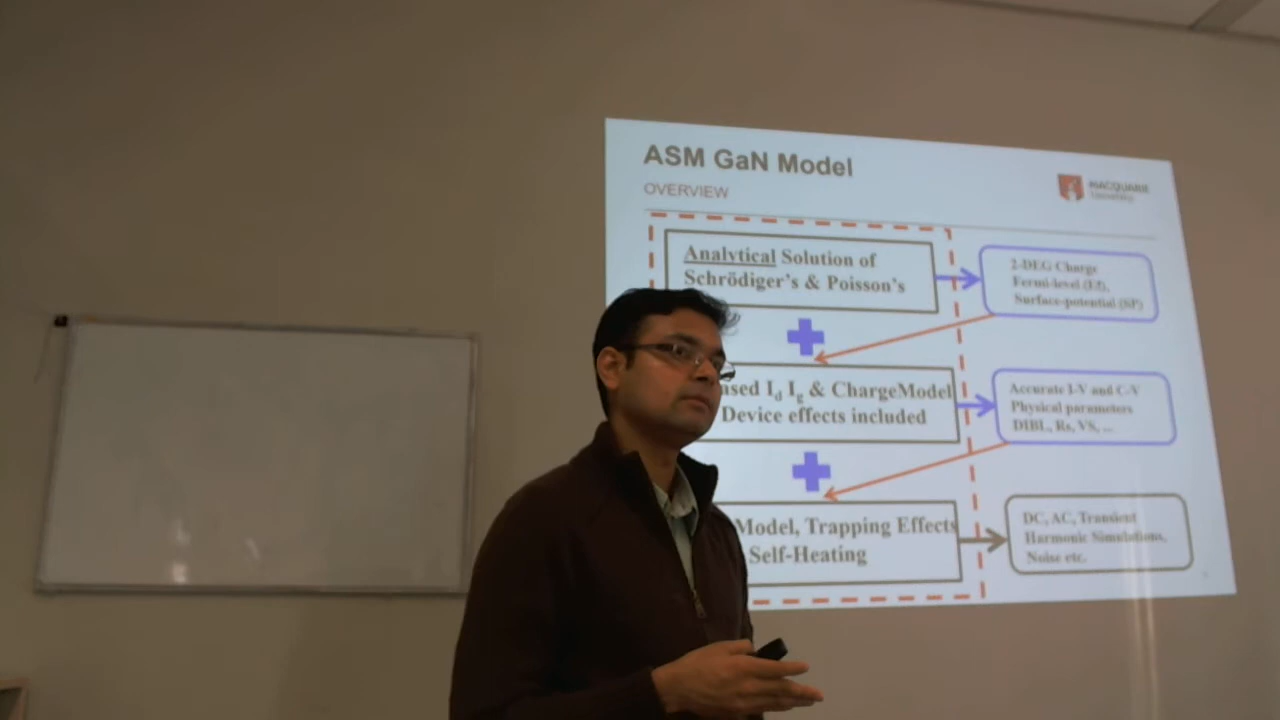 ASM GaN Model
OVERVIEW
MACQUARIE
University
Analytical Solution of
Schrödiger's & Poisson's
2-DEG Charge
Fermi-level (Ef),
Surface-potential (SP)
Id Ig & ChargeModel
Device effects included
Accurate I-V and C-V
Physical parameters
DIBL, Rs, VS, ...
Model, Trapping Effects
Self-Heating
DC, AC, Transient
Harmonic Simulations,
Noise etc.